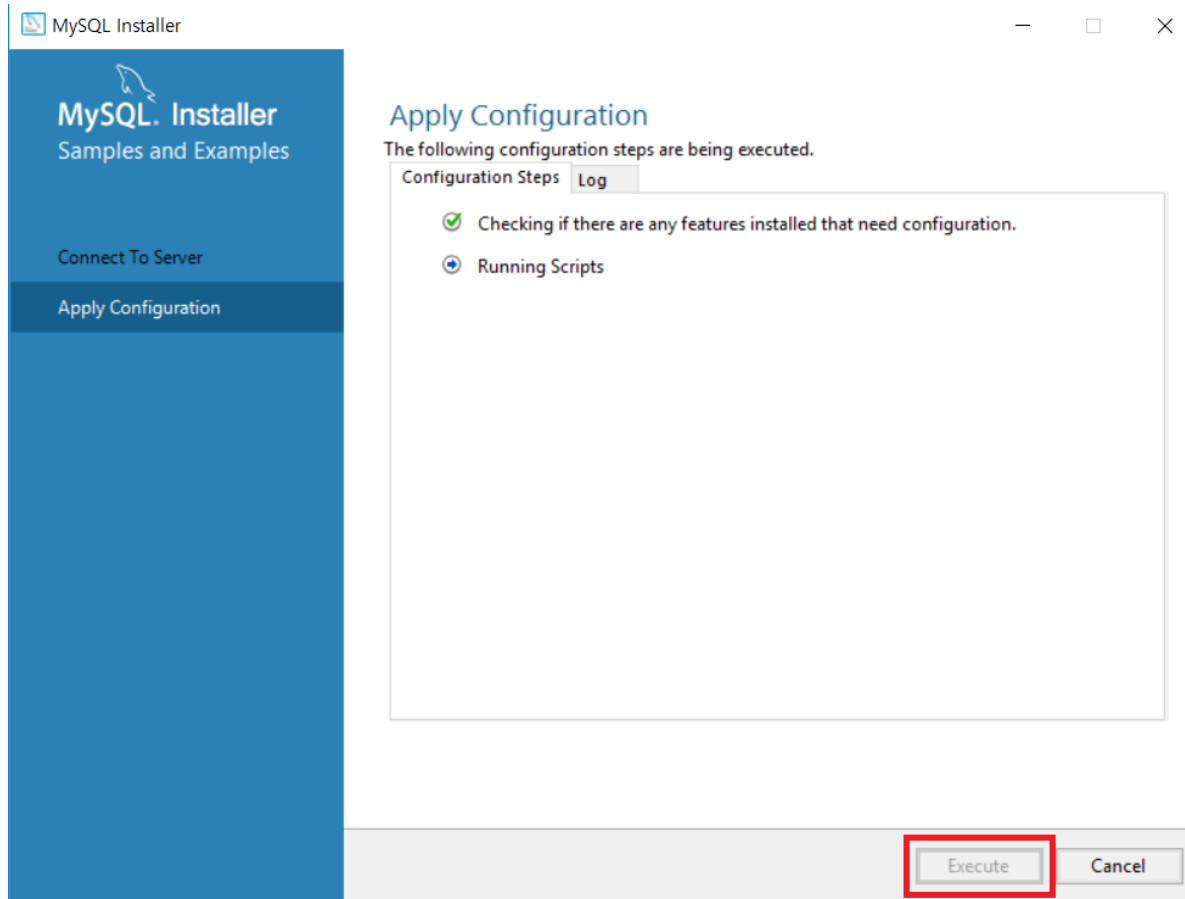 MySQL Installer
MySQL. Installer
Samples and Examples
Connect To Server
Apply Configuration
Apply Configuration
The following configuration steps are being executed.
Configuration Steps Log
Checking if there are any features installed that need configuration.
Running Scripts
Execute Cancel